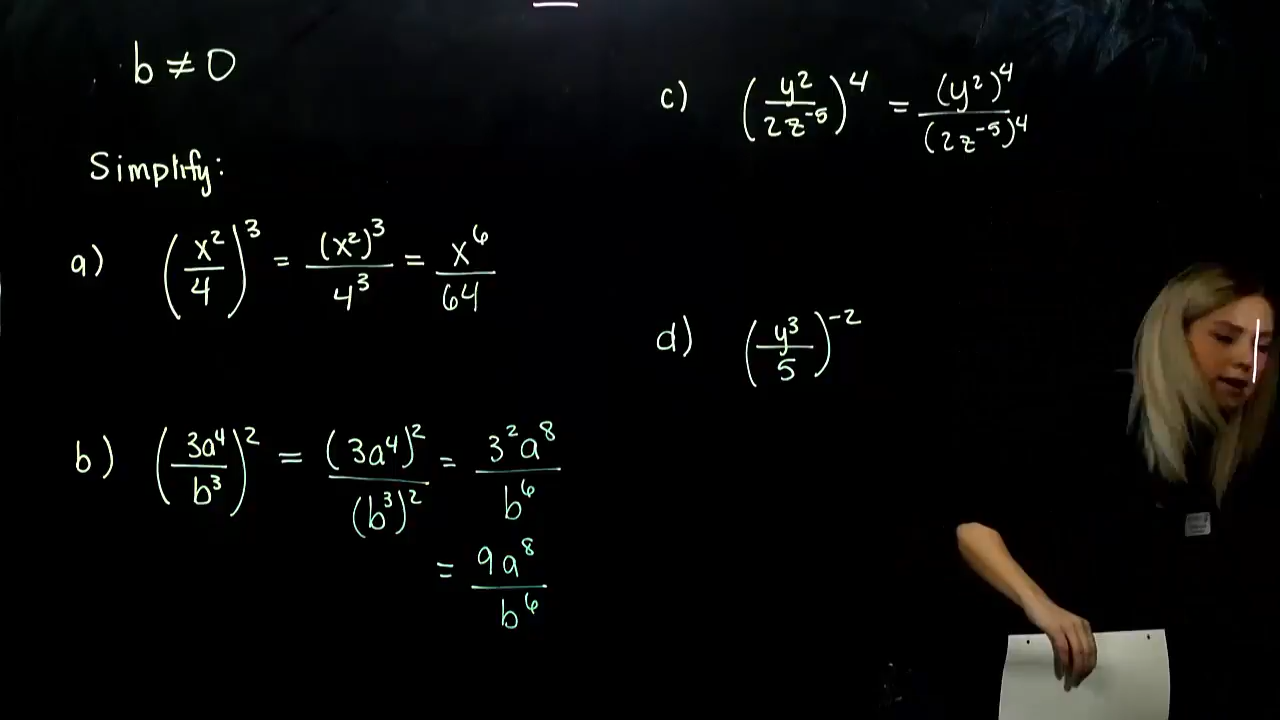 b ≠ 0
Simplify:
a) (x²/4)³ = (x²)³/4³ = x⁶/64
b) (3a⁴/b³)² = (3a⁴)²/(b³)² = 3²a⁸/b⁶
= 9a⁸/b⁶
c) (y²/2z⁻⁵)⁴ = (y²)⁴/(2z⁻⁵)⁴
d) (y³/5)⁻²